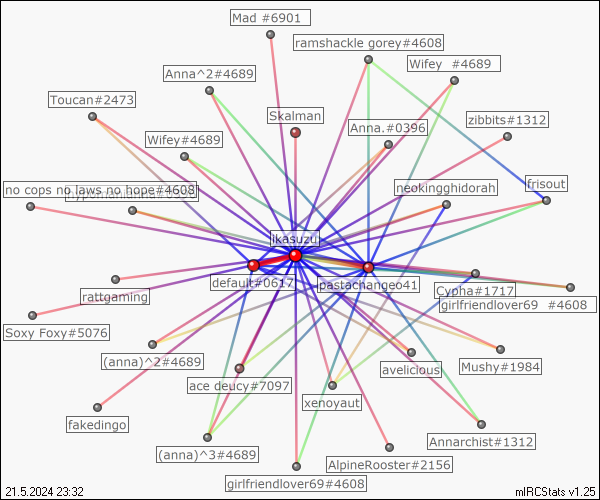 Mad #6901
ramshackle gorey#4608
Wifey  #4689
Anna^2#4689
Toucan#2473
Skalman
Anna.#0396
zibbits#1312
Wifey#4689
no cops no laws no hope#4608
neokingghidorah
frisout
ikasuzu
default#0617
pastachangeo41
Cypha#1717
girlfriendlover69  #4608
rattgaming
Soxy Foxy#5076
(anna)^2#4689
avelicious
Mushy#1984
ace deucy#7097
xenoyaut
fakedingo
Annarchist#1312
(anna)^3#4689
AlpineRooster#2156
girlfriendlover69#4608
21.5.2024 23:32
mIRCStats v1.25